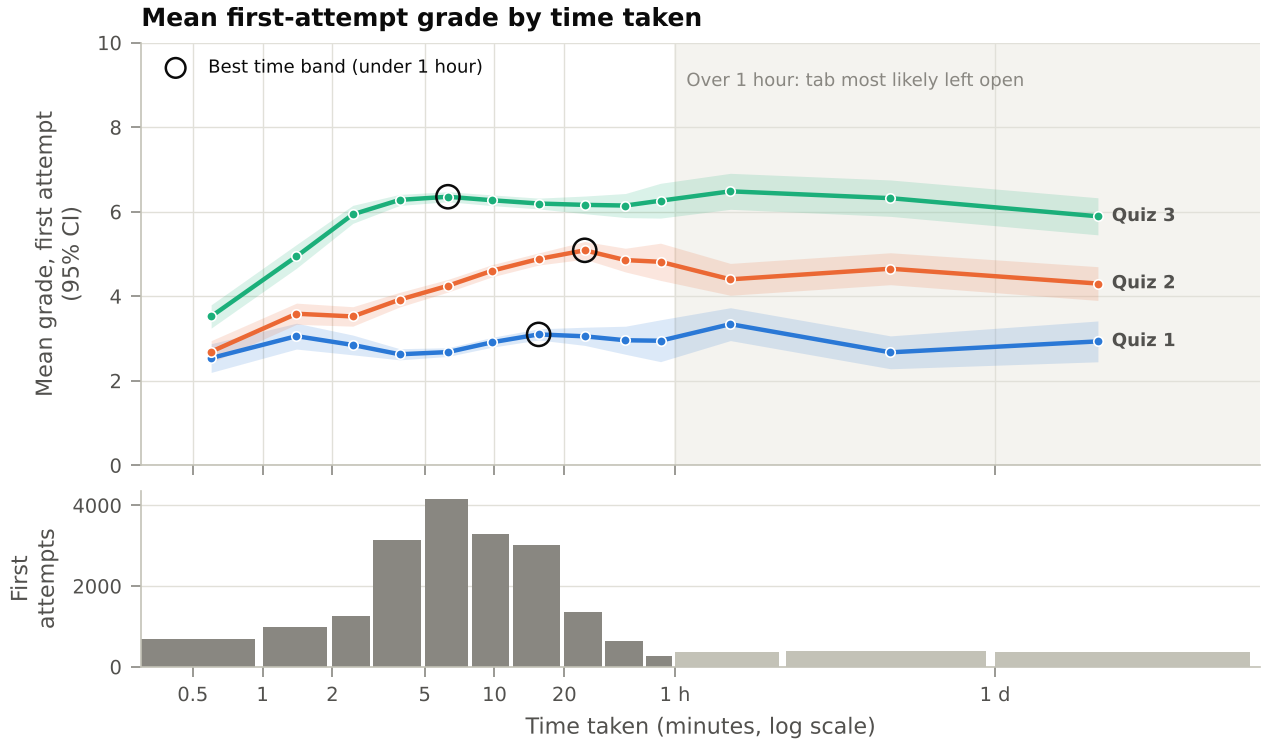 Mean first-attempt grade by time taken
10
Best time band (under 1 hour)
Over 1 hour: tab most likely left open
8
6
4
2
0
Mean grade, first attempt
(95% CI)
Quiz 3
Quiz 2
Quiz 1
4000
2000
0
First
attempts
0.5 1 2 5 10 20 1 h 1 d
Time taken (minutes, log scale)